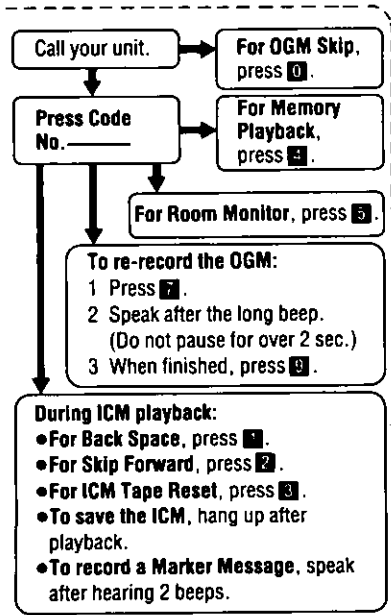 Call your unit.
For OGM Skip,
press 0.
Press Code
No.
For Memory
Playback,
press 4.
For Room Monitor, press 5.
To re-record the OGM:
1 Press 7.
2 Speak after the long beep.
(Do not pause for over 2 sec.)
3 When finished, press 9.
During ICM playback:
●For Back Space, press 1.
●For Skip Forward, press 2.
●For ICM Tape Reset, press 3.
●To save the ICM, hang up after
playback.
●To record a Marker Message, speak
after hearing 2 beeps.